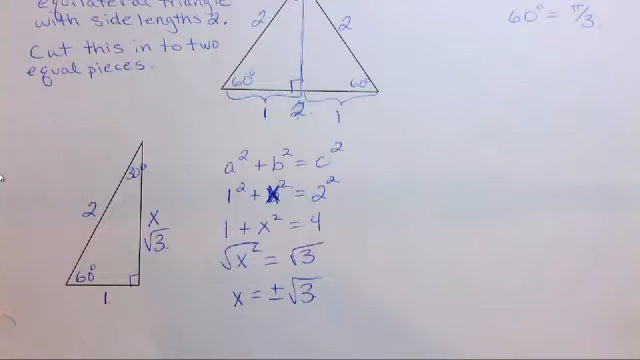 equilateral triangle
with side lengths 2.
Cut this in to two
equal pieces.
2
2
60°
60°
1
2
1
60° = π/3
30°
2
x
√3
60°
1
a² + b² = c²
1² + x² = 2²
1 + x² = 4
√x² = √3
x = ±√3